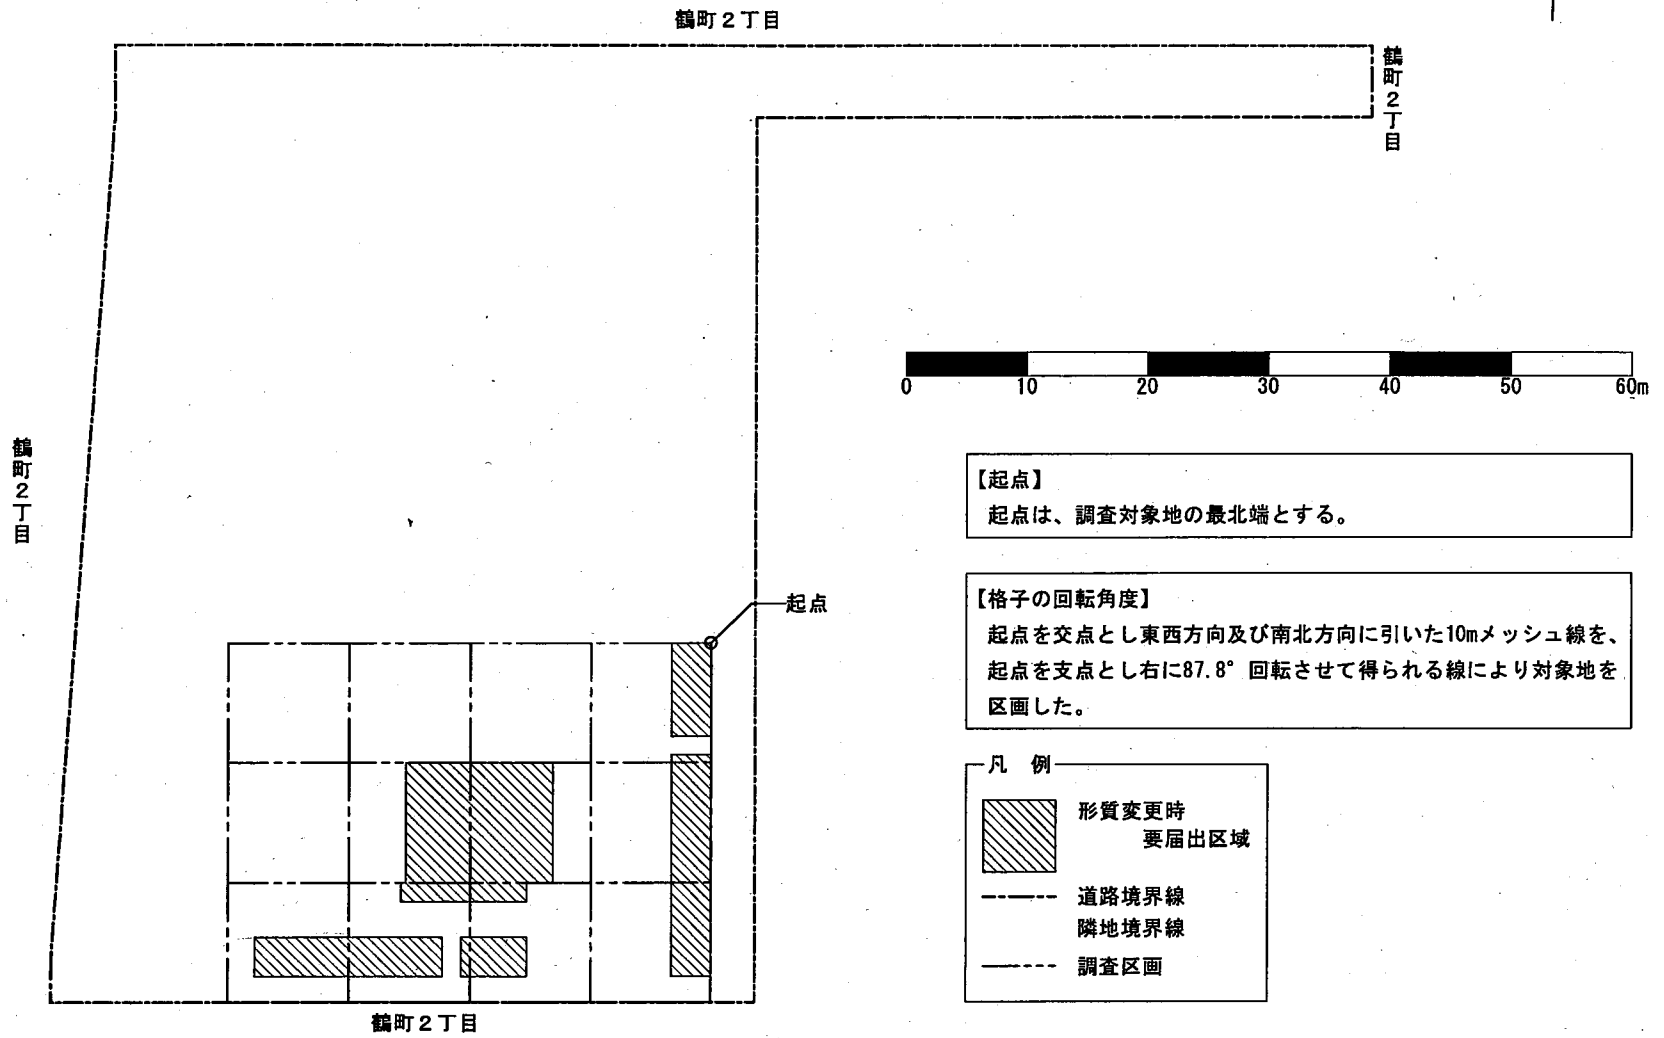 鶴町２丁目
鶴町２丁目
鶴町２丁目
0 10 20 30 40 50 60m
【起点】
起点は、調査対象地の最北端とする。
起点
【格子の回転角度】
起点を交点とし東西方向及び南北方向に引いた10mメッシュ線を、
起点を支点とし右に87.8°回転させて得られる線により対象地を
区画した。
凡　例
形質変更時
要届出区域
道路境界線
隣地境界線
調査区画
鶴町２丁目